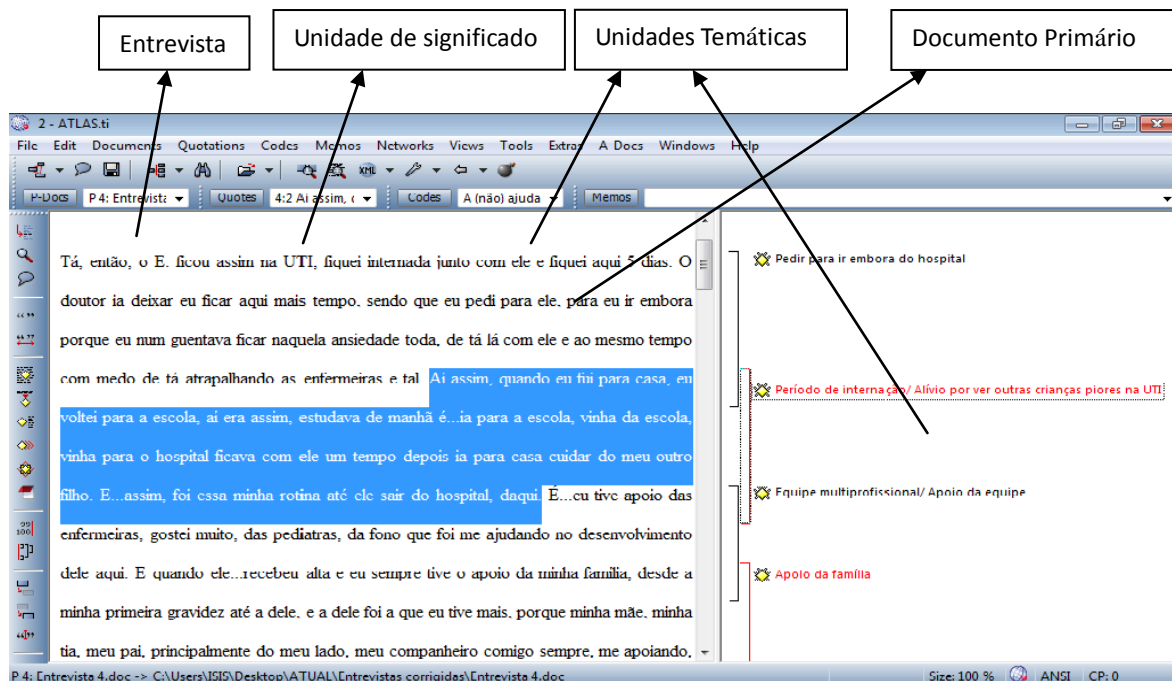 Entrevista
Unidade de significado
Unidades Temáticas
Documento Primário
2 - ATLAS.ti
File Edit Documents Quotations Codes Memos Networks Views Tools Extras A Docs Windows Help
P-Docs P 4: Entrevista Quotes 4:2 Ai assim, Codes A (não) ajuda Memos
Tá, então, o E. ficou assim na UTI, fiquei internada junto com ele e fiquei aqui 5 dias. O
doutor ia deixar eu ficar aqui mais tempo, sendo que eu pedi para ele, para eu ir embora
porque eu num guentava ficar naquela ansiedade toda, de tá lá com ele e ao mesmo tempo
com medo de tá atrapalhando as enfermeiras e tal. Ai assim, quando eu fui para casa, eu
voltei para a escola, aí era assim, estudava de manhã é...ia para a escola, vinha da escola,
vinha para o hospital ficava com ele um tempo depois ia para casa cuidar do meu outro
filho. E...assim, foi essa minha rotina até ele sair do hospital, daqui. É...eu tive apoio das
enfermeiras, gostei muito, das pediatras, da fono que foi me ajudando no desenvolvimento
dele aqui. E quando ele...recebeu alta e eu sempre tive o apoio da minha família, desde a
minha primeira gravidez até a dele, e a dele foi a que eu tive mais, porque minha mãe, minha
tia, meu pai, principalmente do meu lado, meu companheiro comigo sempre, me apoiando,
Pedir para ir embora do hospital
Período de internação/ Alívio por ver outras crianças piores na UTI
Equipe multiprofissional/ Apoio da equipe
Apoio da família
P 4: Entrevista 4.doc -> C:\Users\ISIS\Desktop\ATUAL\Entrevistas corrigidas\Entrevista 4.doc
Size: 100 % ANSI CP: 0